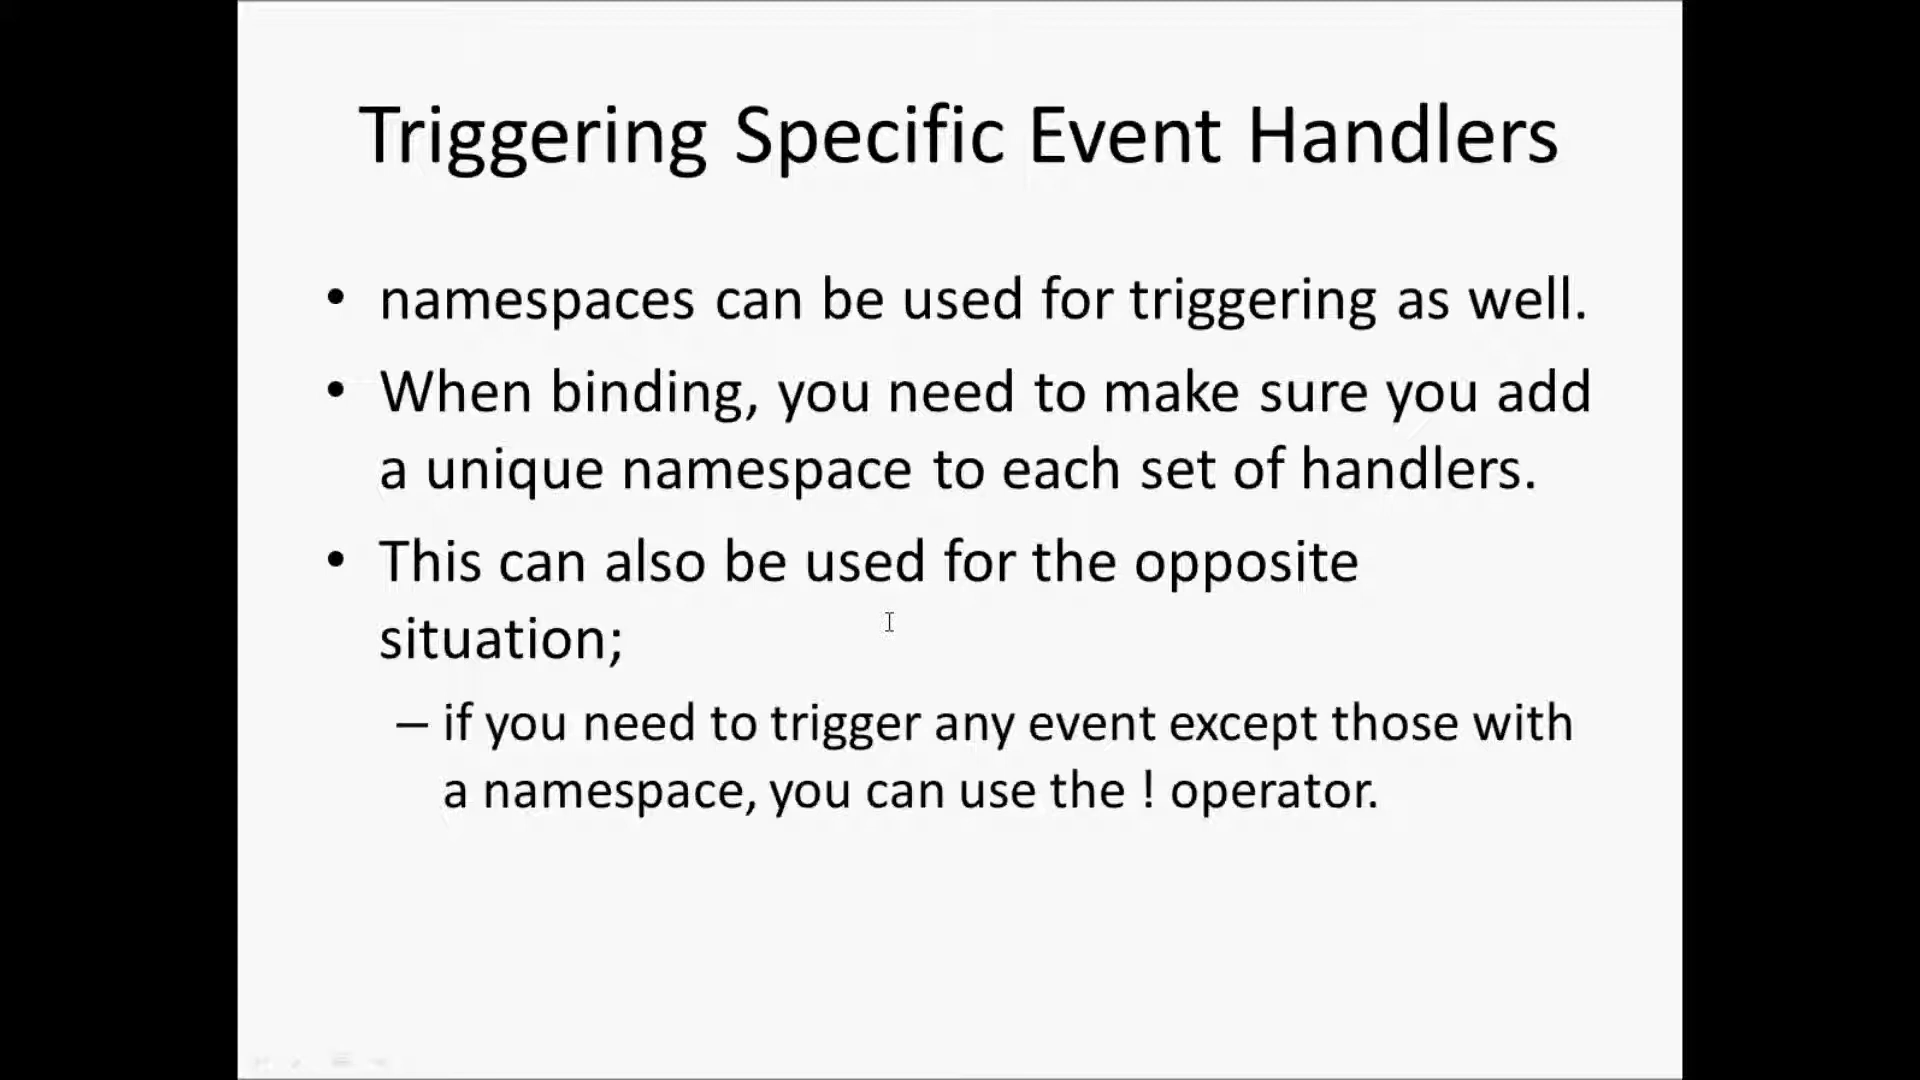 Triggering Specific Event Handlers
• namespaces can be used for triggering as well.
• When binding, you need to make sure you add
a unique namespace to each set of handlers.
• This can also be used for the opposite
situation;
– if you need to trigger any event except those with
a namespace, you can use the ! operator.